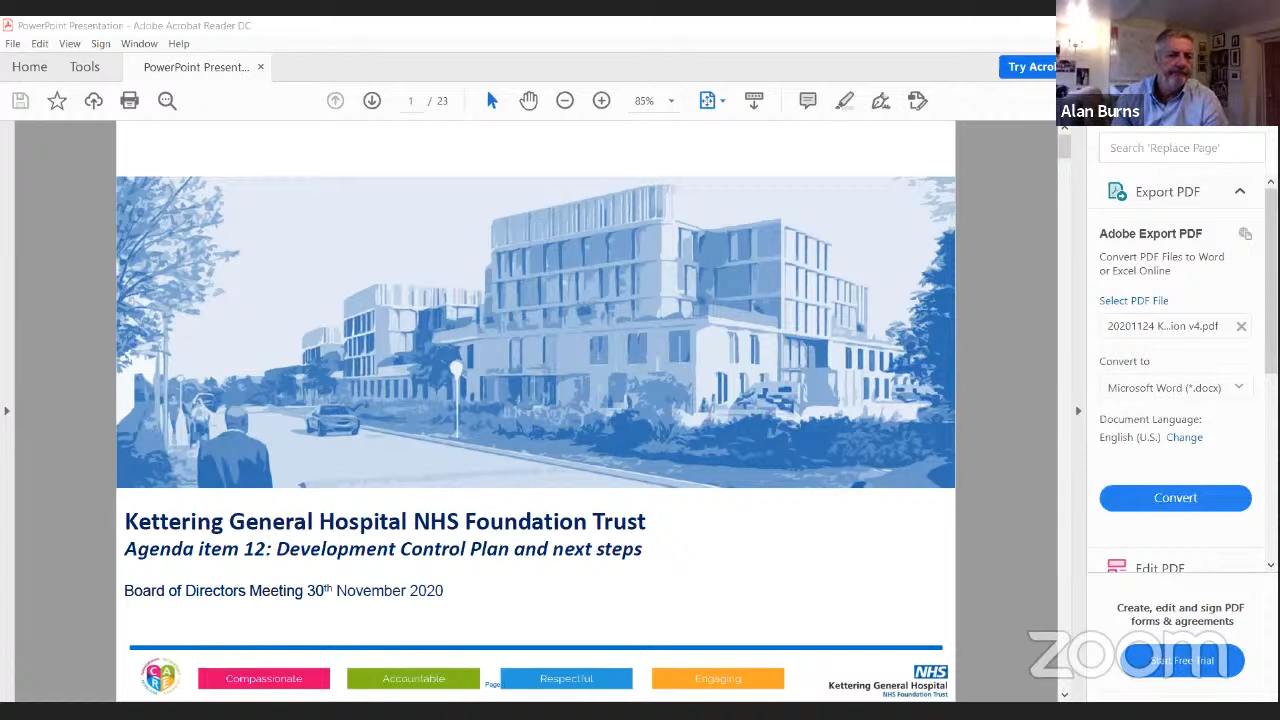 PowerPoint Presentation - Adobe Acrobat Reader DC
File Edit View Sign Window Help
Home Tools PowerPoint Present... ×
Try Acro
1 / 23
85%
Alan Burns
Search 'Replace Page'
Export PDF
Adobe Export PDF
Convert PDF Files to Word
or Excel Online
Select PDF File
20201124 K...ion v4.pdf
Convert to
Microsoft Word (*.docx)
Document Language:
English (U.S.) Change
Convert
Edit PDF
Create, edit and sign PDF
forms & agreements
Start Free Trial
zoom
Kettering General Hospital NHS Foundation Trust
Agenda item 12: Development Control Plan and next steps
Board of Directors Meeting 30th November 2020
CARE
Compassionate Accountable Page Respectful Engaging
NHS
Kettering General Hospital
NHS Foundation Trust